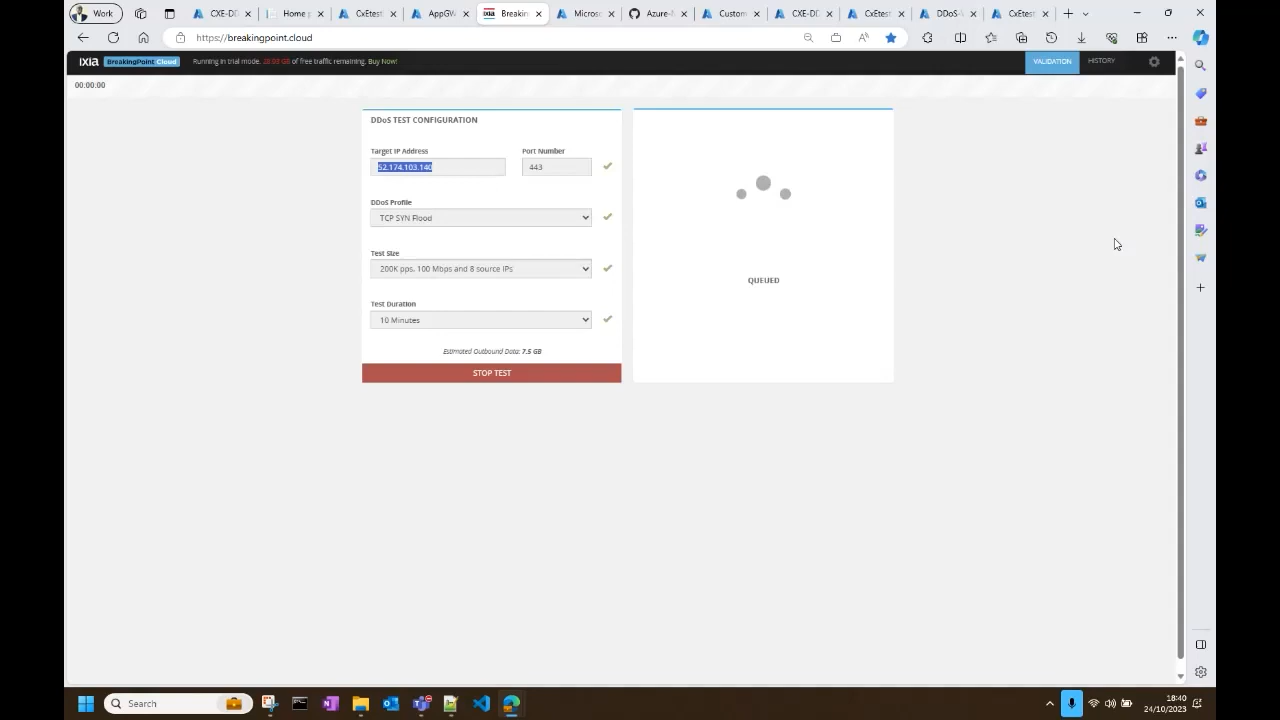 Work
CXE-DD
Home p
CxEtest
AppGW
Breakin
Microsc
Azure-N
Custom
CXE-DD
CxEtest
DDoS-A
CxEtest
https://breakingpoint.cloud
ixia BreakingPoint Cloud Running in trial mode. of free traffic remaining. Buy Now! VALIDATION HISTORY
00:00:00
DDoS TEST CONFIGURATION
Target IP Address Port Number
52.174.103.140 443
DDoS Profile
TCP SYN Flood
Test Size
200K pps, 100 Mbps and 8 source IPs
Test Duration
10 Minutes
Estimated Outbound Data: 7.5 GB
STOP TEST
QUEUED
Search
18:40
24/10/2023